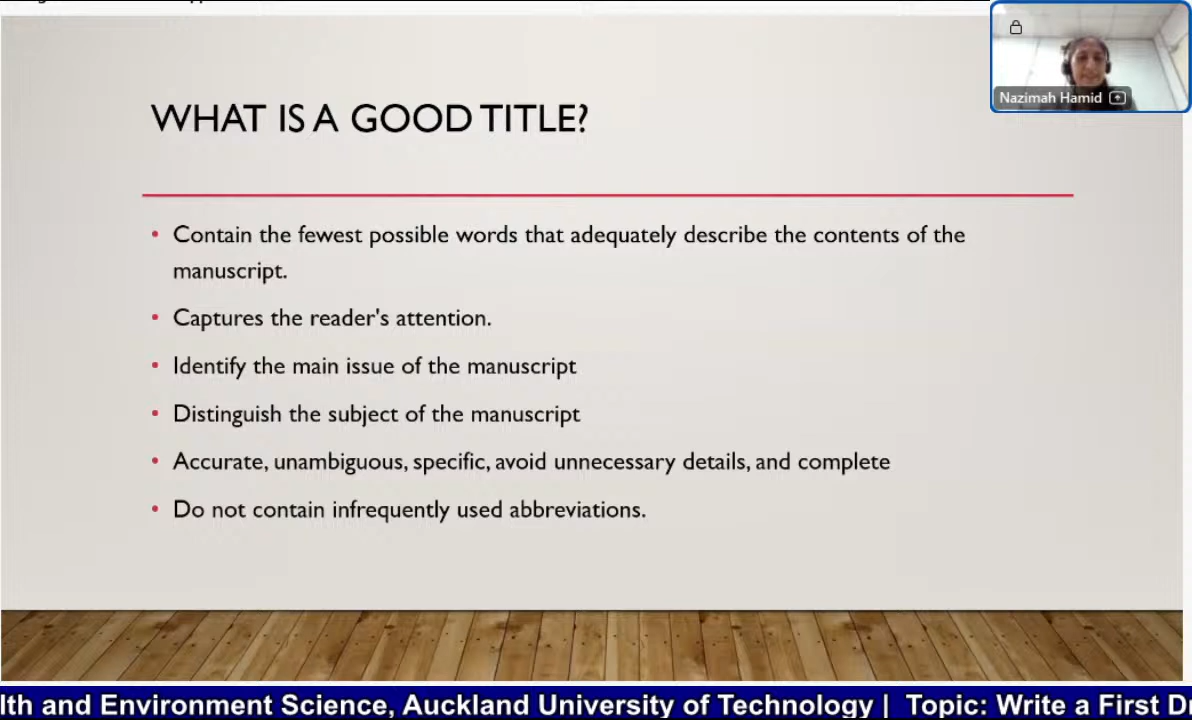 Nazimah Hamid
WHAT IS A GOOD TITLE?
• Contain the fewest possible words that adequately describe the contents of the
manuscript.
• Captures the reader's attention.
• Identify the main issue of the manuscript
• Distinguish the subject of the manuscript
• Accurate, unambiguous, specific, avoid unnecessary details, and complete
• Do not contain infrequently used abbreviations.
and Environment Science, Auckland University of Technology | Topic: Write a First